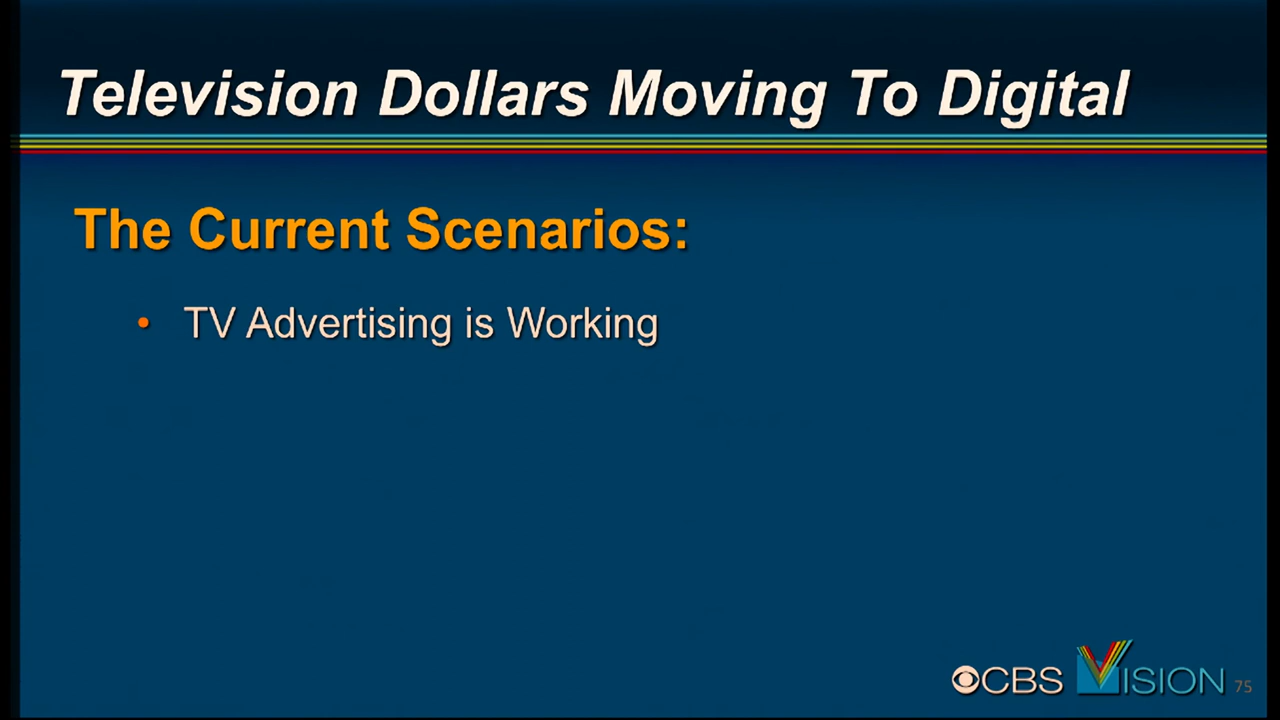 Television Dollars Moving To Digital
The Current Scenarios:
• TV Advertising is Working
CBS VISION 75